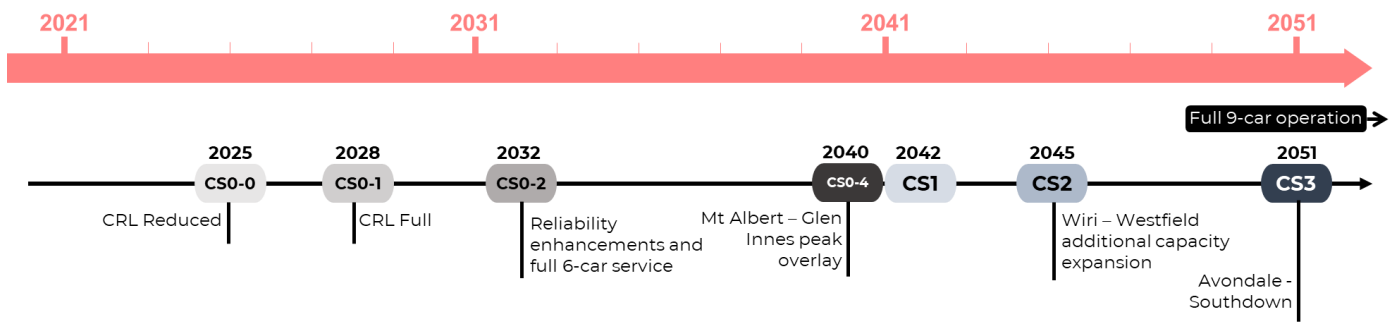 2021 2031 2041 2051
Full 9-car operation
2025 2028 2032 2040 2042 2045 2051
CS0-0 CS0-1 CS0-2 CS0-4 CS1 CS2 CS3
CRL Reduced
CRL Full
Reliability
enhancements and
full 6-car service
Mt Albert – Glen
Innes peak
overlay
Wiri – Westfield
additional capacity
expansion
Avondale -
Southdown